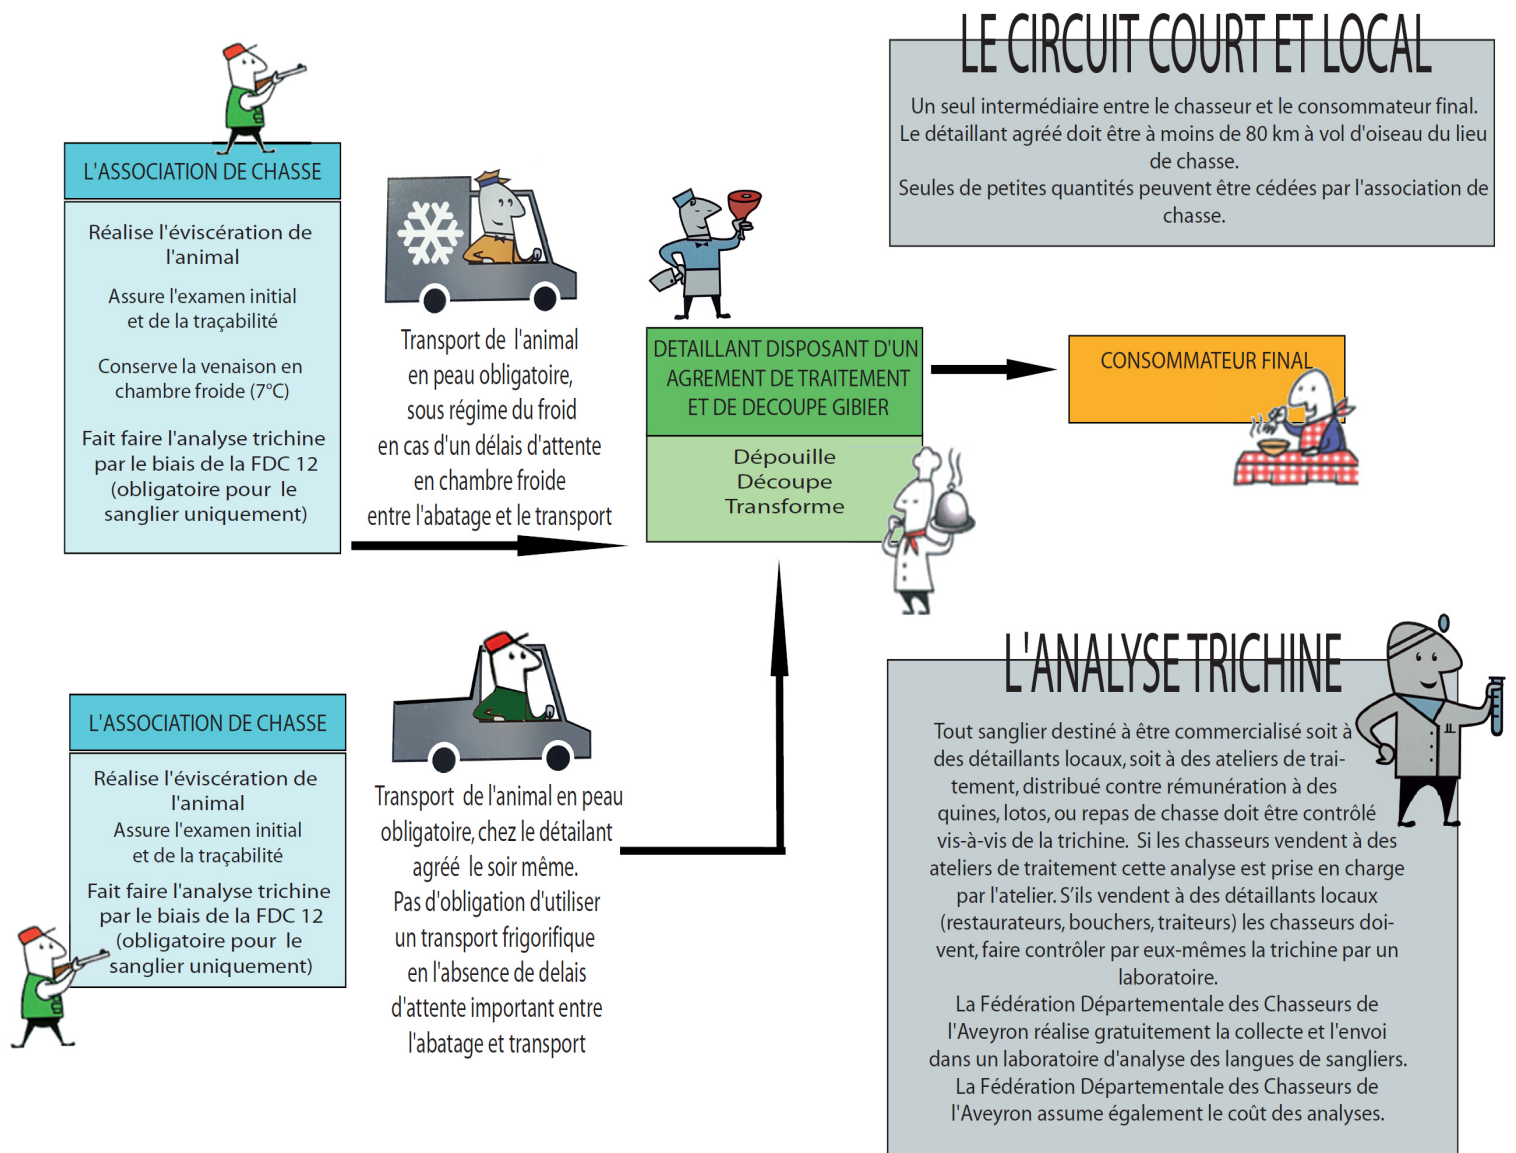 LE CIRCUIT COURT ET LOCAL
Un seul intermédiaire entre le chasseur et le consommateur final.
Le détaillant agréé doit être à moins de 80 km à vol d'oiseau du lieu
de chasse.
Seules de petites quantités peuvent être cédées par l'association de
chasse.
L'ASSOCIATION DE CHASSE
Réalise l'éviscération de
l'animal
Assure l'examen initial
et de la traçabilité
Conserve la venaison en
chambre froide (7°C)
Fait faire l'analyse trichine
par le biais de la FDC 12
(obligatoire pour le
sanglier uniquement)
Transport de l'animal
en peau obligatoire,
sous régime du froid
en cas d'un délais d'attente
en chambre froide
entre l'abatage et le transport
DETAILLANT DISPOSANT D'UN
AGREMENT DE TRAITEMENT
ET DE DECOUPE GIBIER
Dépouille
Découpe
Transforme
CONSOMMATEUR FINAL
L'ASSOCIATION DE CHASSE
Réalise l'éviscération de
l'animal
Assure l'examen initial
et de la traçabilité
Fait faire l'analyse trichine
par le biais de la FDC 12
(obligatoire pour le
sanglier uniquement)
Transport de l'animal en peau
obligatoire, chez le détailant
agréé le soir même.
Pas d'obligation d'utiliser
un transport frigorifique
en l'absence de delais
d'attente important entre
l'abatage et transport
L'ANALYSE TRICHINE
Tout sanglier destiné à être commercialisé soit à
des détaillants locaux, soit à des ateliers de trai-
tement, distribué contre rémunération à des
quines, lotos, ou repas de chasse doit être contrôlé
vis-à-vis de la trichine. Si les chasseurs vendent à des
ateliers de traitement cette analyse est prise en charge
par l'atelier. S'ils vendent à des détaillants locaux
(restaurateurs, bouchers, traiteurs) les chasseurs doi-
vent, faire contrôler par eux-mêmes la trichine par un
laboratoire.
La Fédération Départementale des Chasseurs de
l'Aveyron réalise gratuitement la collecte et l'envoi
dans un laboratoire d'analyse des langues de sangliers.
La Fédération Départementale des Chasseurs de
l'Aveyron assume également le coût des analyses.